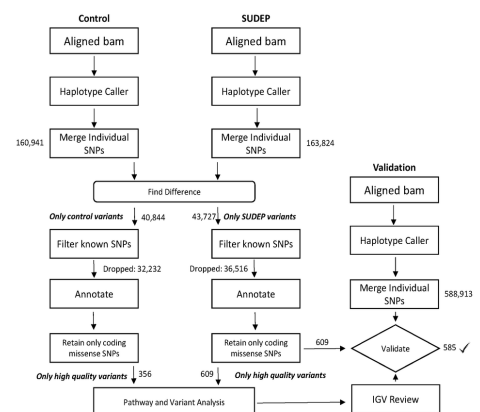 Control
SUDEP
Aligned bam
Aligned bam
Haplotype Caller
Haplotype Caller
160,941
Merge Individual
SNPs
Merge Individual
SNPs
163,824
Find Difference
Only control variants
40,844
43,727
Only SUDEP variants
Filter known SNPs
Filter known SNPs
Dropped: 32,232
Dropped: 36,516
Annotate
Annotate
Retain only coding
missense SNPs
Retain only coding
missense SNPs
609
Only high quality variants
356
609
Only high quality variants
Pathway and Variant Analysis
Validation
Aligned bam
Haplotype Caller
Merge Individual
SNPs
588,913
Validate
585 ✓
IGV Review